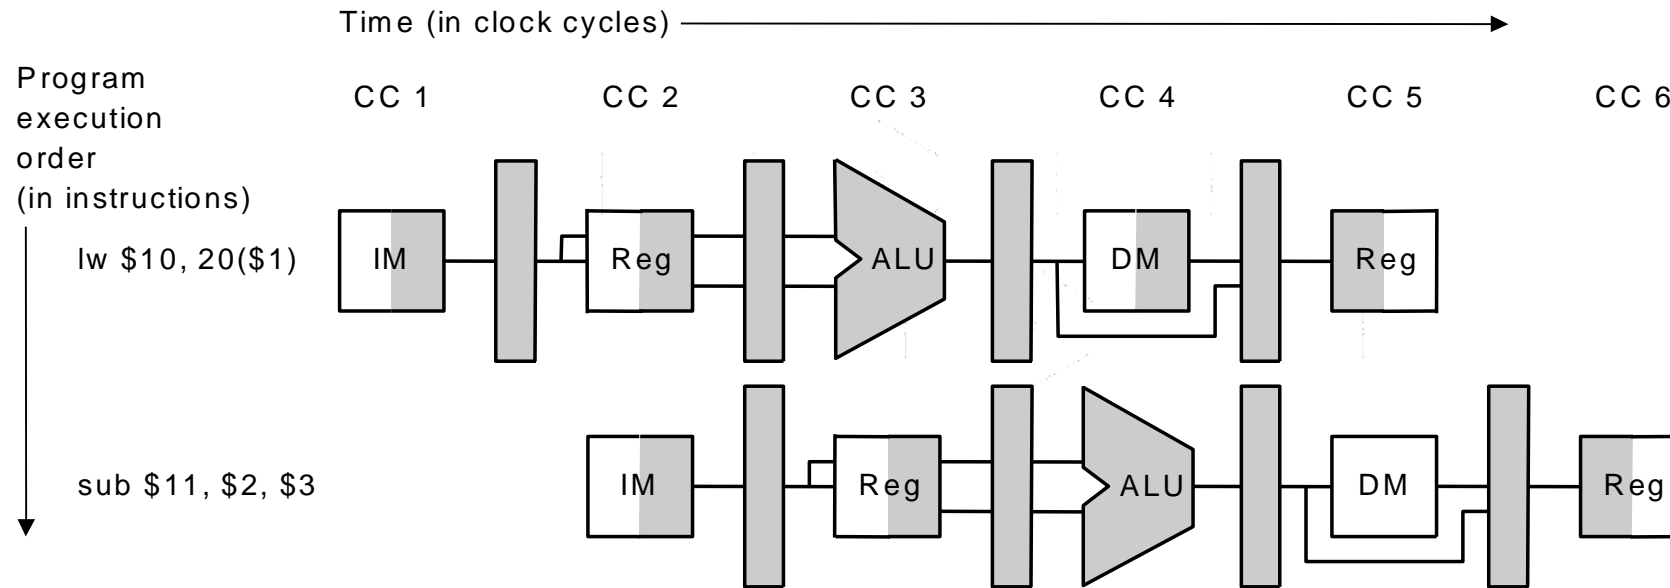 Time (in clock cycles)
Program
execution
order
(in instructions)
CC 1 CC 2 CC 3 CC 4 CC 5 CC 6
lw $10, 20($1) IM Reg ALU DM Reg
sub $11, $2, $3 IM Reg ALU DM Reg